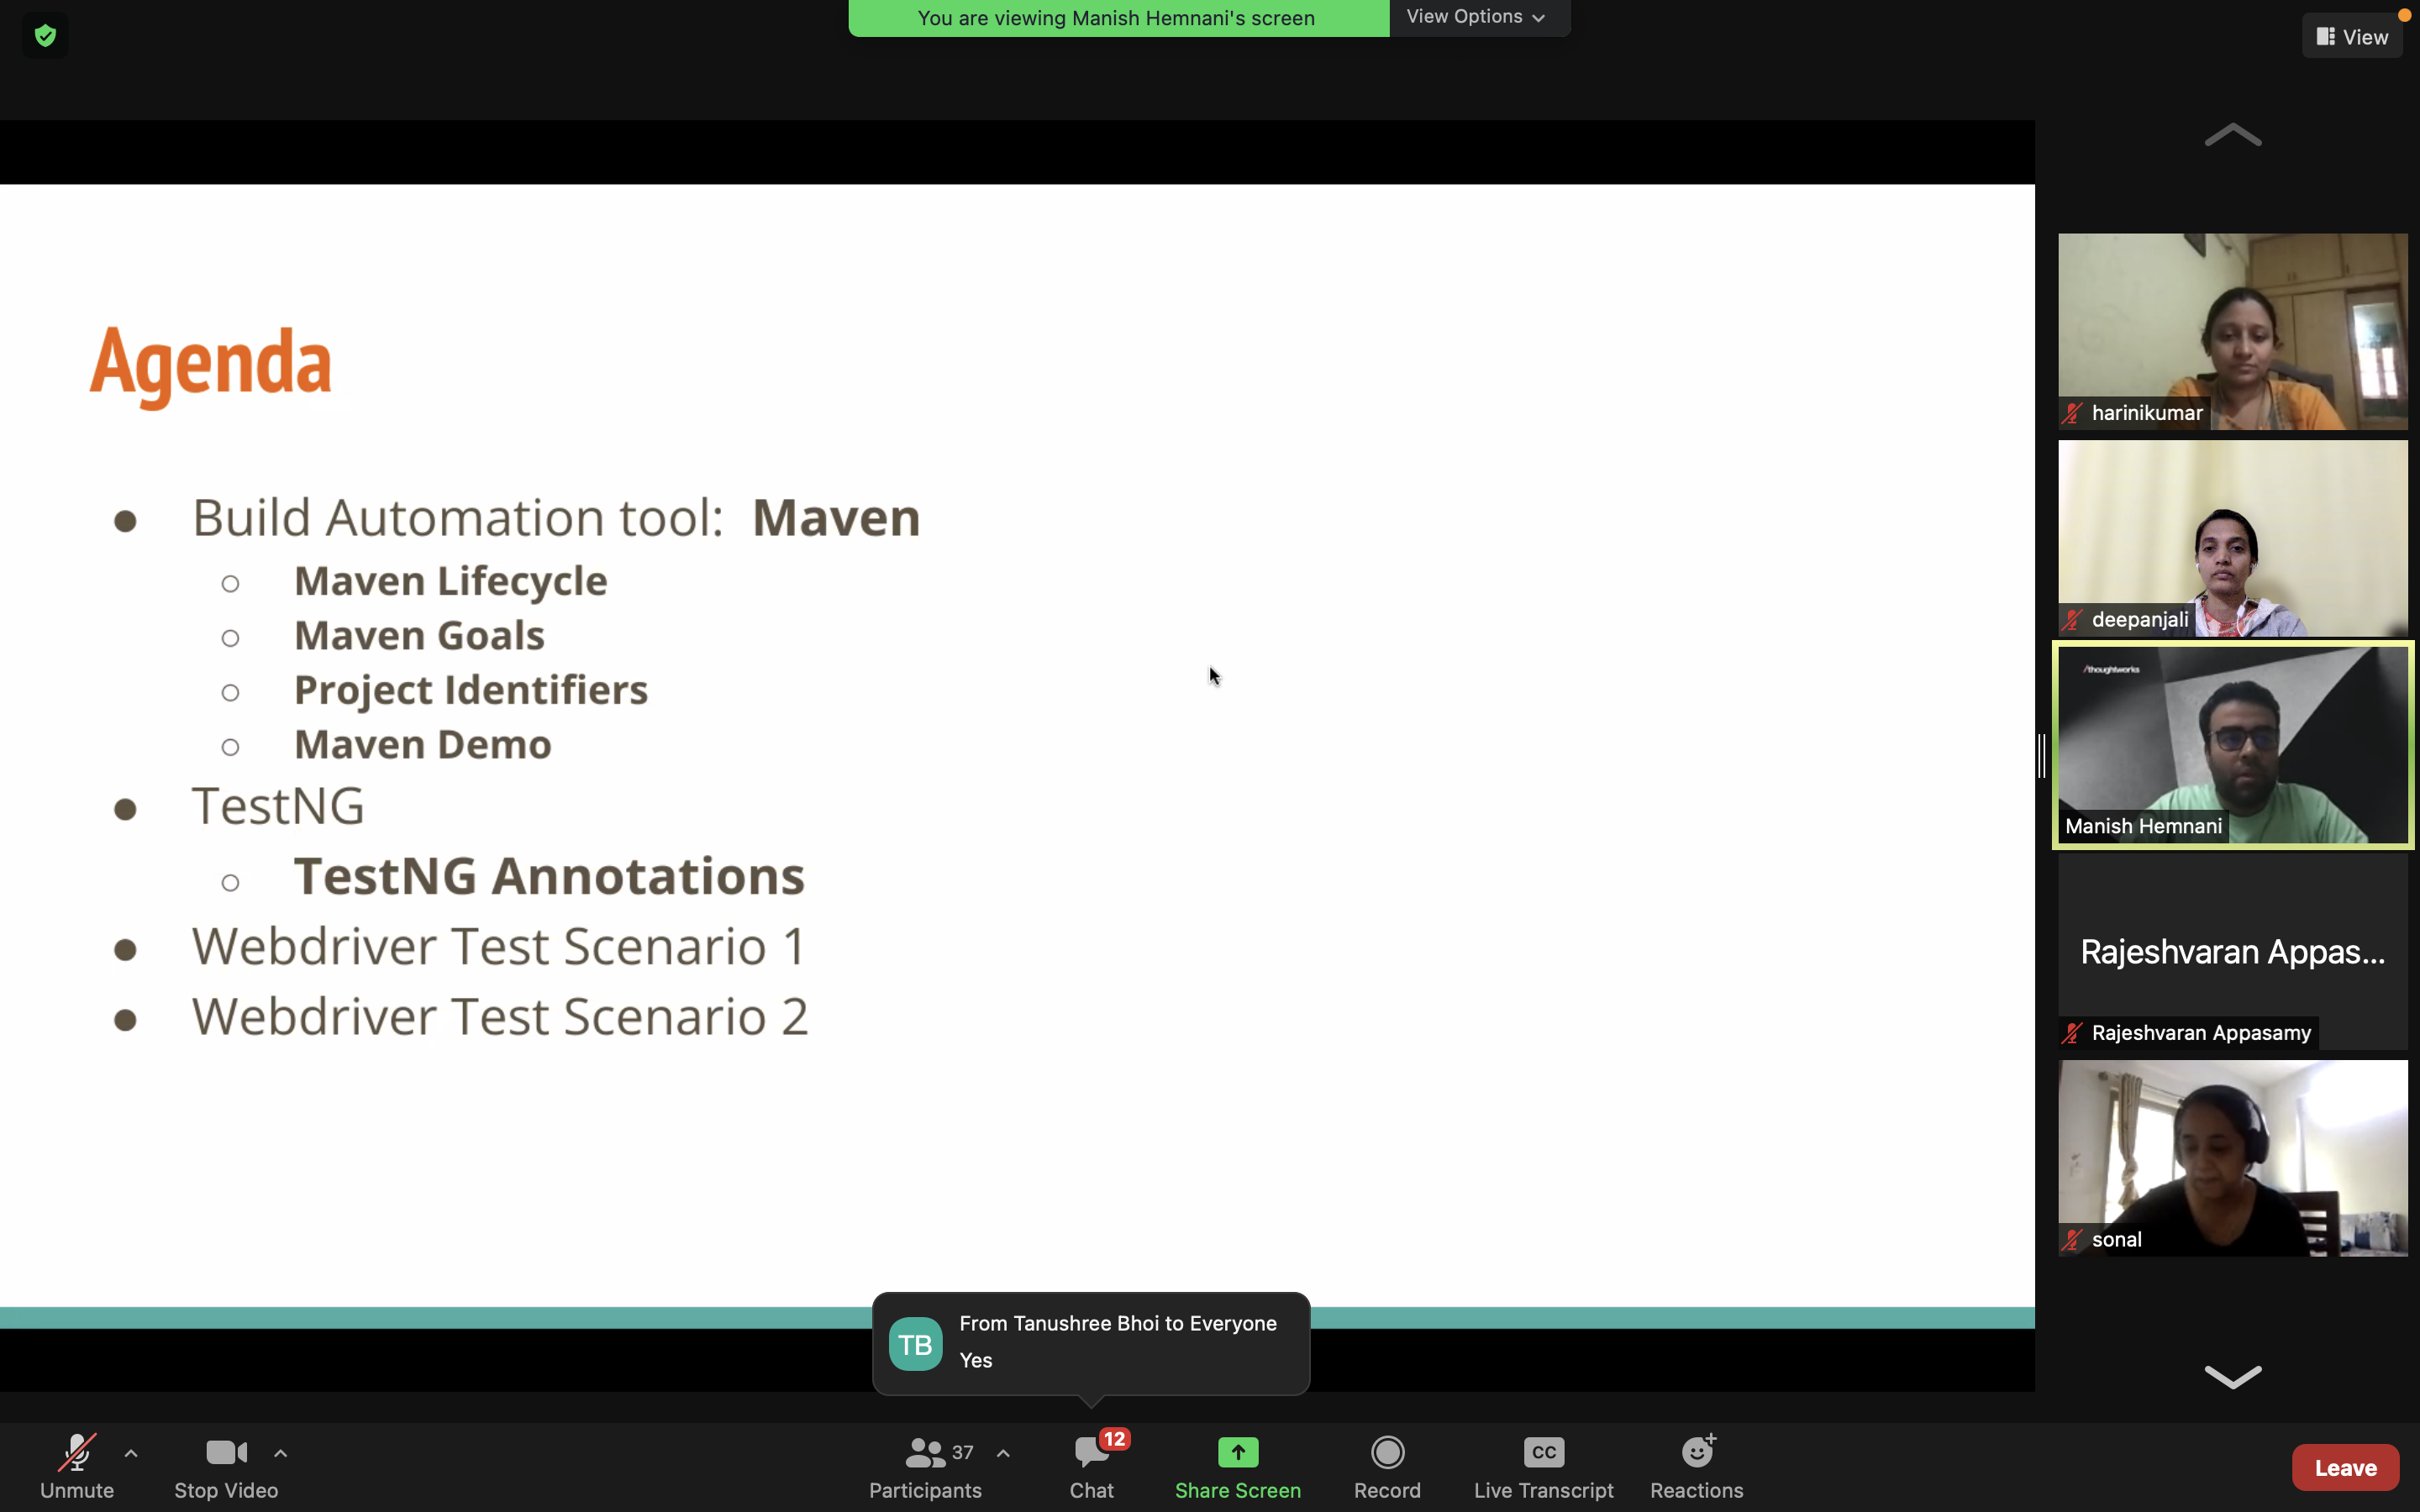 You are viewing Manish Hemnani's screen
View Options
View
Agenda
Build Automation tool: Maven
Maven Lifecycle
Maven Goals
Project Identifiers
Maven Demo
TestNG
TestNG Annotations
Webdriver Test Scenario 1
Webdriver Test Scenario 2
harinikumar
deepanjali
/thoughtworks
Manish Hemnani
Rajeshvaran Appas...
Rajeshvaran Appasamy
sonal
TB
From Tanushree Bhoi to Everyone
Yes
Unmute
Stop Video
37
Participants
12
Chat
Share Screen
Record
CC
Live Transcript
Reactions
Leave